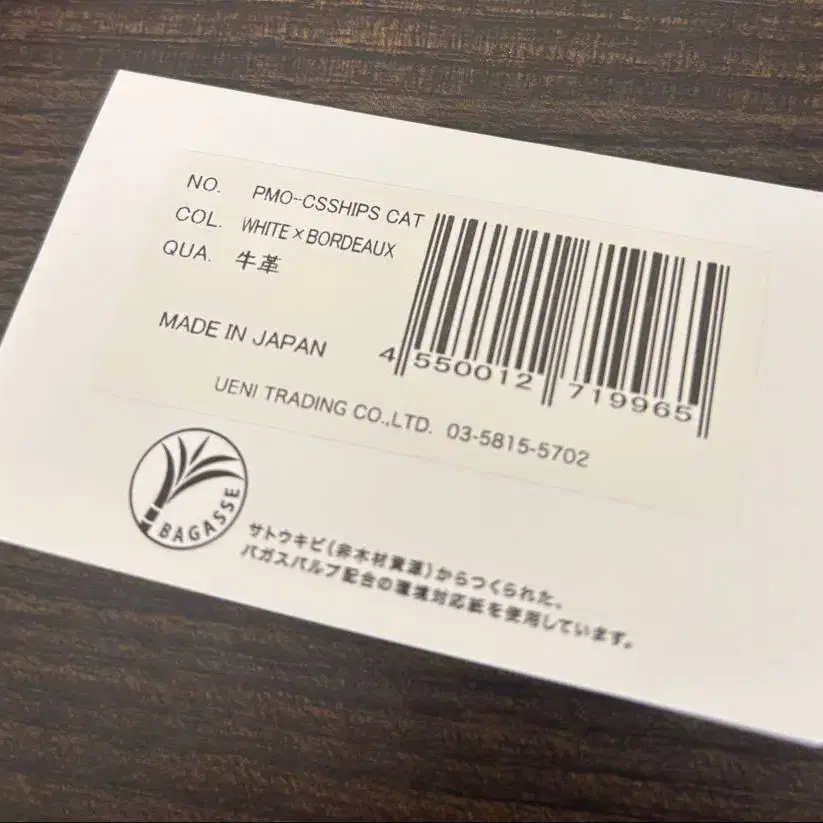 NO. PMO-CSSHIPS CAT
COL. WHITE×BORDEAUX
QUA. 牛革
MADE IN JAPAN
4 550012 719965
UENI TRADING CO.,LTD. 03-5815-5702
BAGASSE
サトウキビ(非木材資源)からつくられた、
バガスパルプ配合の環境対応紙を使用しています。